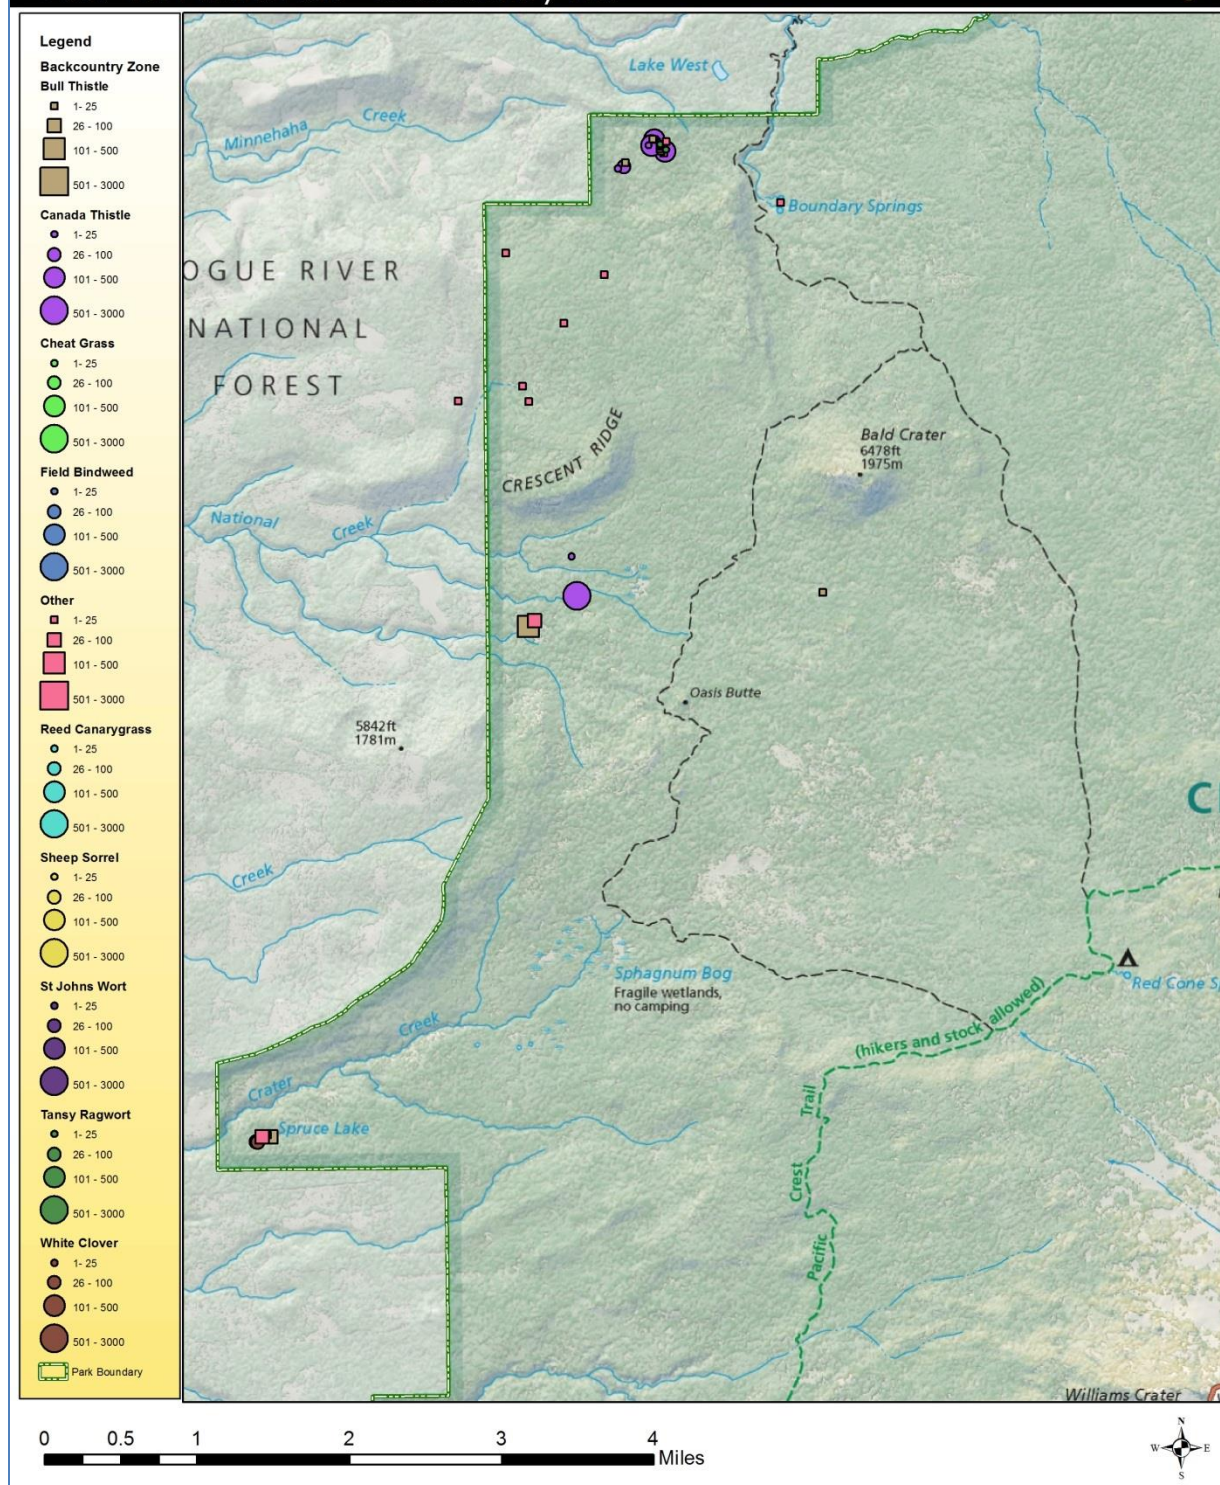 Legend
Backcountry Zone
Bull Thistle
1- 25
26 - 100
101 - 500
501 - 3000
Canada Thistle
1- 25
26 - 100
101 - 500
501 - 3000
Cheat Grass
1- 25
26 - 100
101 - 500
501 - 3000
Field Bindweed
1- 25
26 - 100
101 - 500
501 - 3000
Other
1- 25
26 - 100
101 - 500
501 - 3000
Reed Canarygrass
1- 25
26 - 100
101 - 500
501 - 3000
Sheep Sorrel
1- 25
26 - 100
101 - 500
501 - 3000
St Johns Wort
1- 25
26 - 100
101 - 500
501 - 3000
Tansy Ragwort
1- 25
26 - 100
101 - 500
501 - 3000
White Clover
1- 25
26 - 100
101 - 500
501 - 3000
Park Boundary
Lake West
Minnehaha Creek
Boundary Springs
OGUE RIVER
NATIONAL
FOREST
CRESCENT RIDGE
Bald Crater
6478ft
1975m
National Creek
Oasis Butte
5842ft
1781m
C
Creek
Sphagnum Bog
Fragile wetlands,
no camping
Red Cone S
(hikers and stock allowed)
Crater Creek
Spruce Lake
Pacific Crest Trail
Williams Crater
0 0.5 1 2 3 4
Miles
N
W E
S